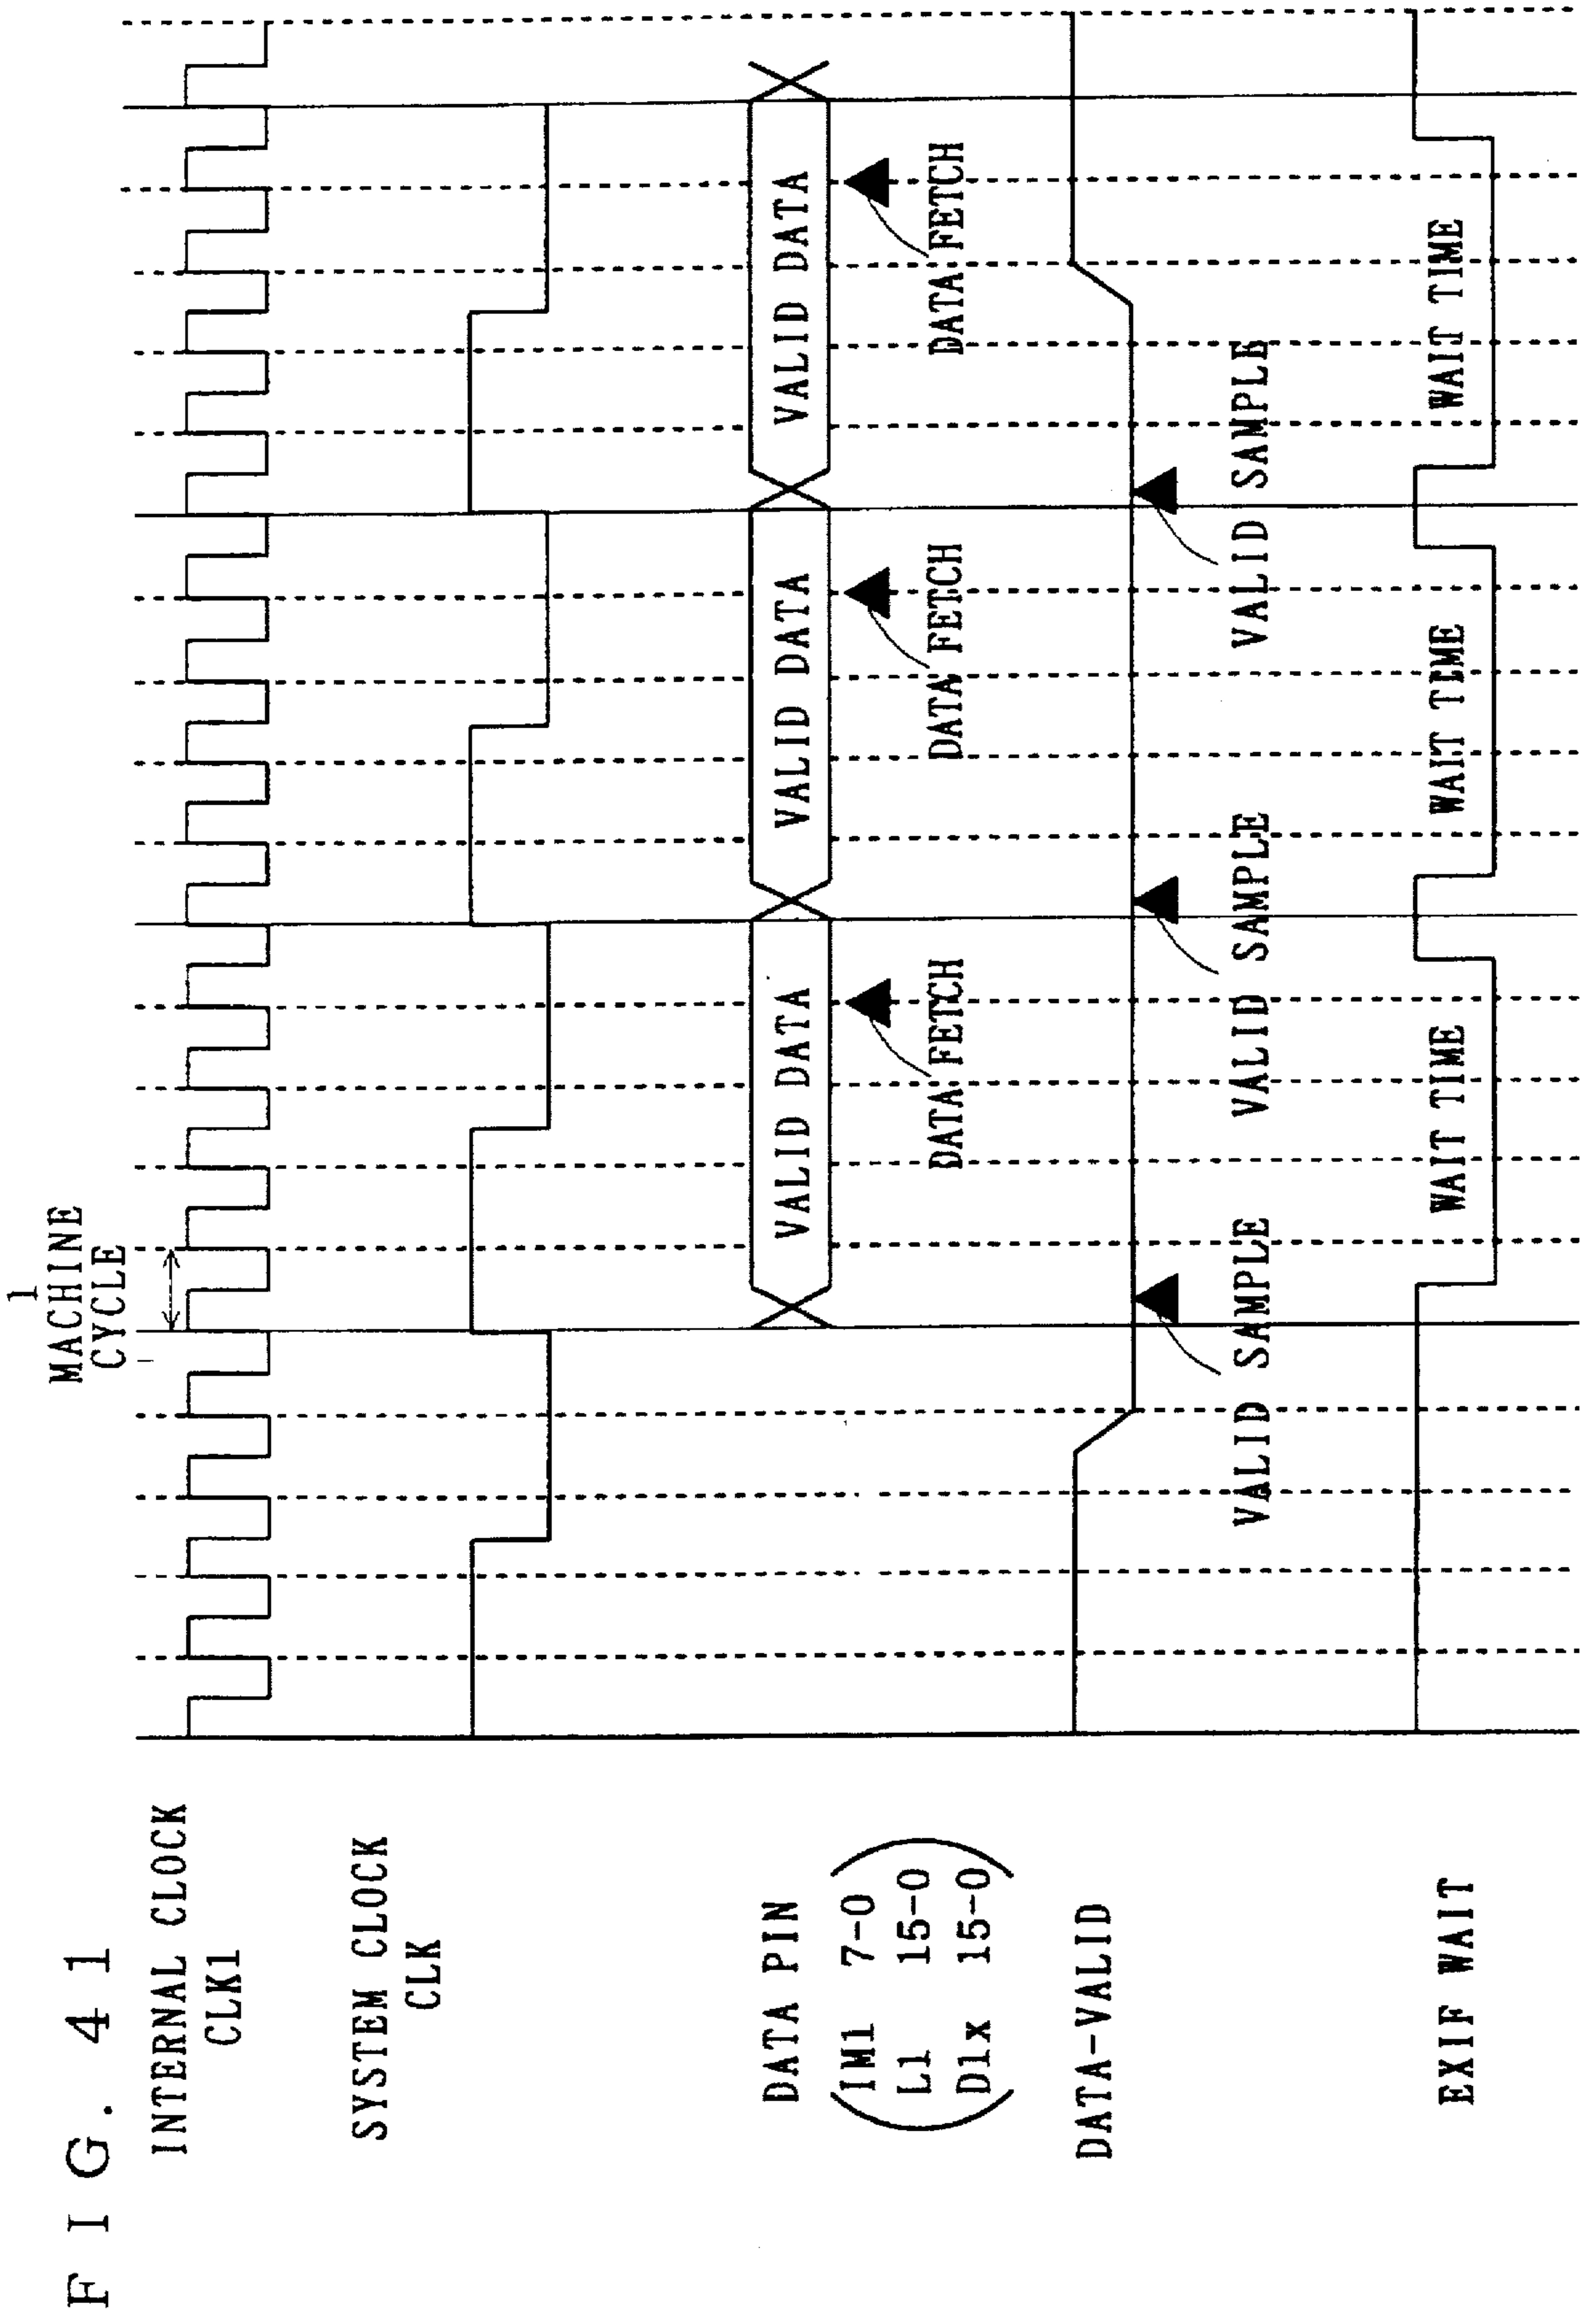 FIG. 41
1
MACHINE
CYCLE
INTERNAL CLOCK
CLK1
SYSTEM CLOCK
CLK
DATA PIN
IM1 7-0
L1 15-0
D1x 15-0
VALID DATA
VALID DATA
VALID DATA
DATA FETCH
DATA FETCH
DATA FETCH
DATA-VALID
VALID SAMPLE
VALID SAMPLE
VALID SAMPLE
EXIF WAIT
WAIT TIME
WAIT TIME
WAIT TIME